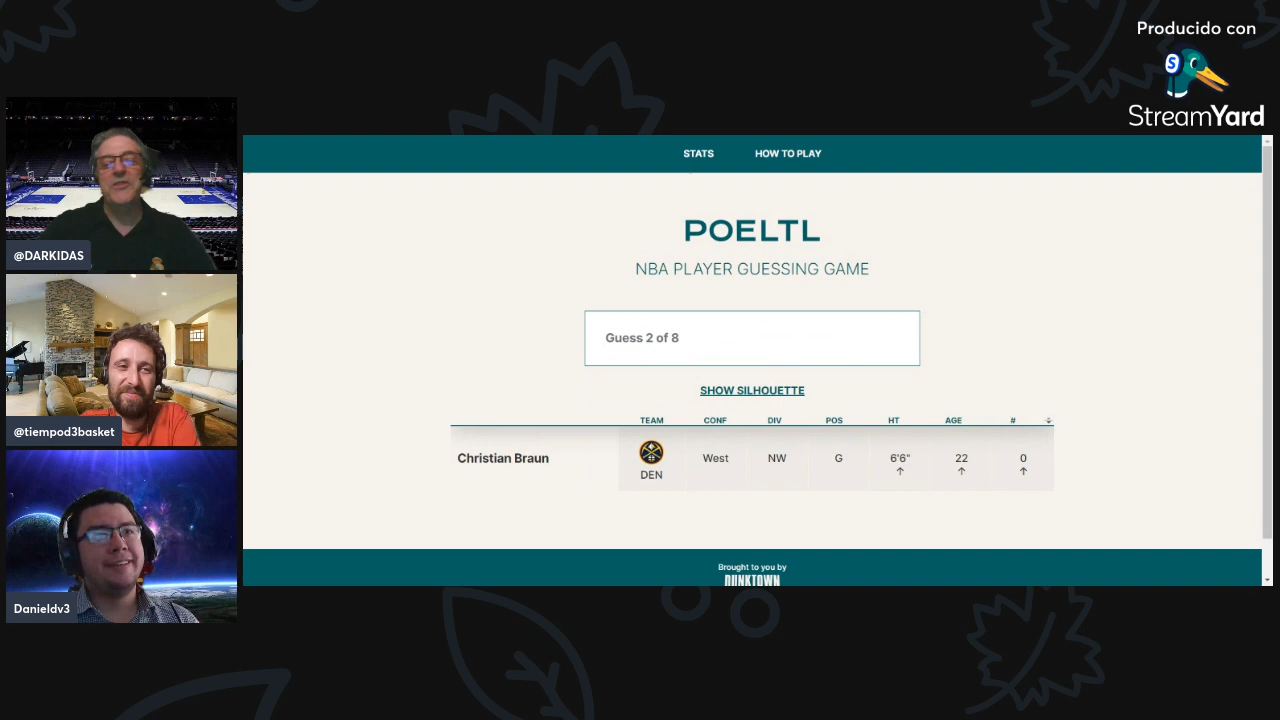 Producido con
StreamYard
@DARKIDAS
@tiempod3basket
Danieldv3
STATS HOW TO PLAY
POELTL
NBA PLAYER GUESSING GAME
Guess 2 of 8
SHOW SILHOUETTE
TEAM CONF DIV POS HT AGE #
Christian Braun DEN West NW G 6'6" ↑ 22 ↑ 0 ↑
Brought to you by
DUNKTOWN